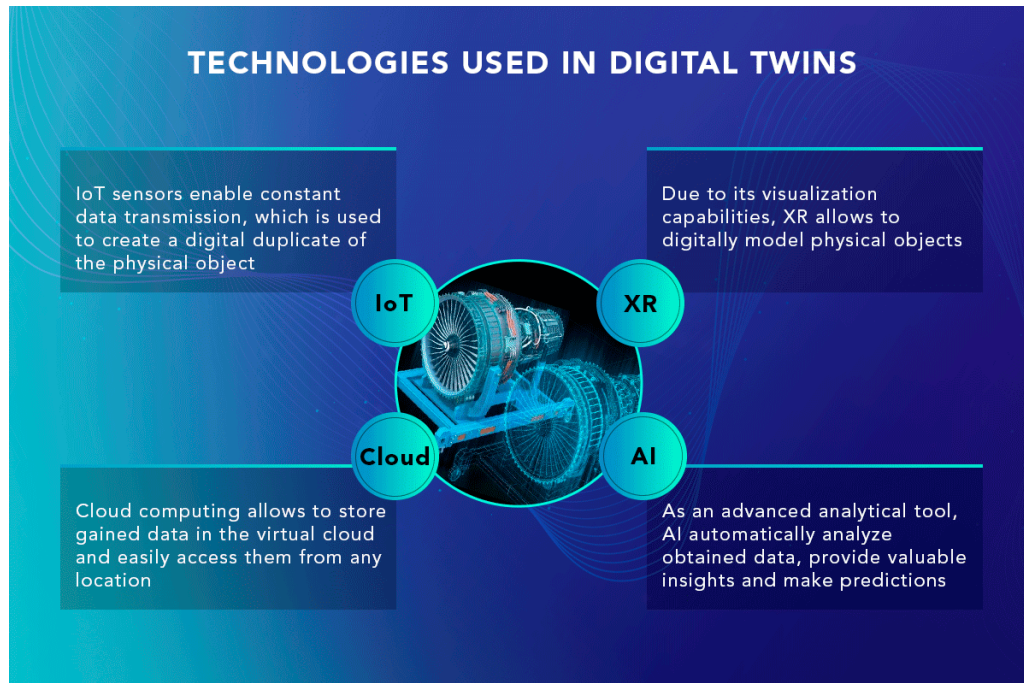 TECHNOLOGIES USED IN DIGITAL TWINS
IoT sensors enable constant
data transmission, which is used
to create a digital duplicate of
the physical object
IoT
Due to its visualization
capabilities, XR allows to
digitally model physical objects
XR
Cloud
Cloud computing allows to store
gained data in the virtual cloud
and easily access them from any
location
AI
As an advanced analytical tool,
AI automatically analyze
obtained data, provide valuable
insights and make predictions